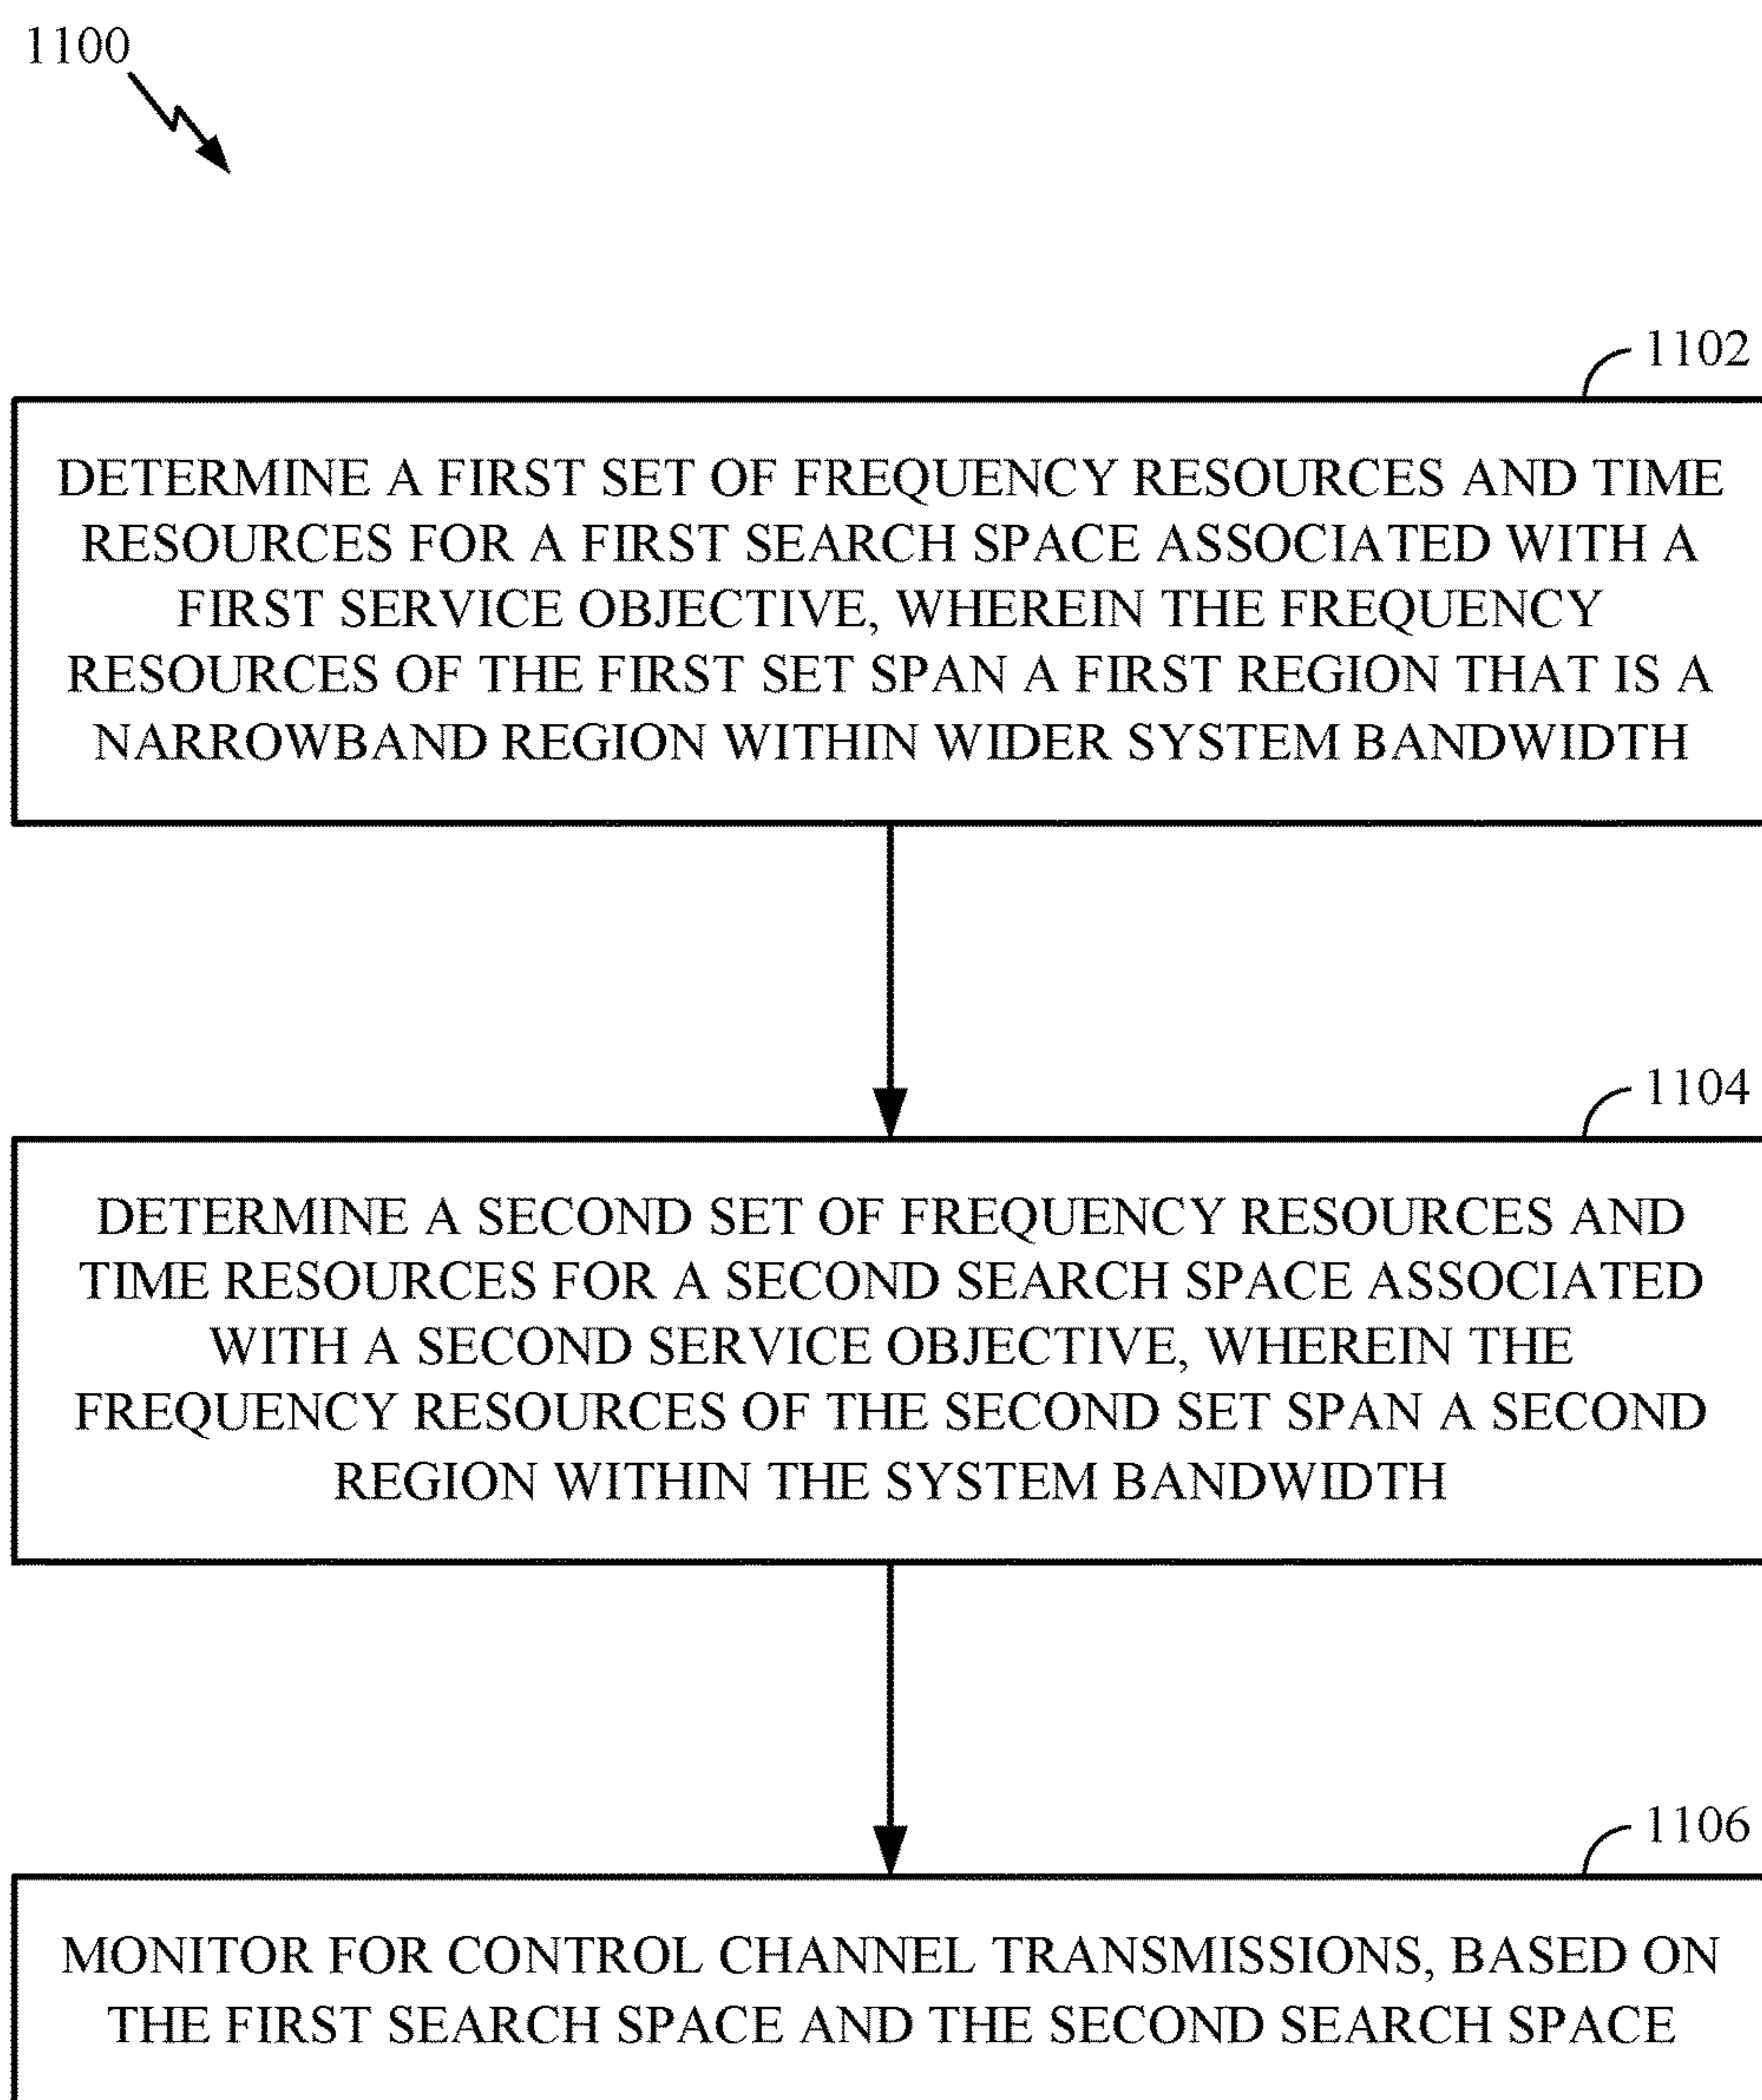 1100
1102
DETERMINE A FIRST SET OF FREQUENCY RESOURCES AND TIME
RESOURCES FOR A FIRST SEARCH SPACE ASSOCIATED WITH A
FIRST SERVICE OBJECTIVE, WHEREIN THE FREQUENCY
RESOURCES OF THE FIRST SET SPAN A FIRST REGION THAT IS A
NARROWBAND REGION WITHIN WIDER SYSTEM BANDWIDTH
1104
DETERMINE A SECOND SET OF FREQUENCY RESOURCES AND
TIME RESOURCES FOR A SECOND SEARCH SPACE ASSOCIATED
WITH A SECOND SERVICE OBJECTIVE, WHEREIN THE
FREQUENCY RESOURCES OF THE SECOND SET SPAN A SECOND
REGION WITHIN THE SYSTEM BANDWIDTH
1106
MONITOR FOR CONTROL CHANNEL TRANSMISSIONS, BASED ON
THE FIRST SEARCH SPACE AND THE SECOND SEARCH SPACE